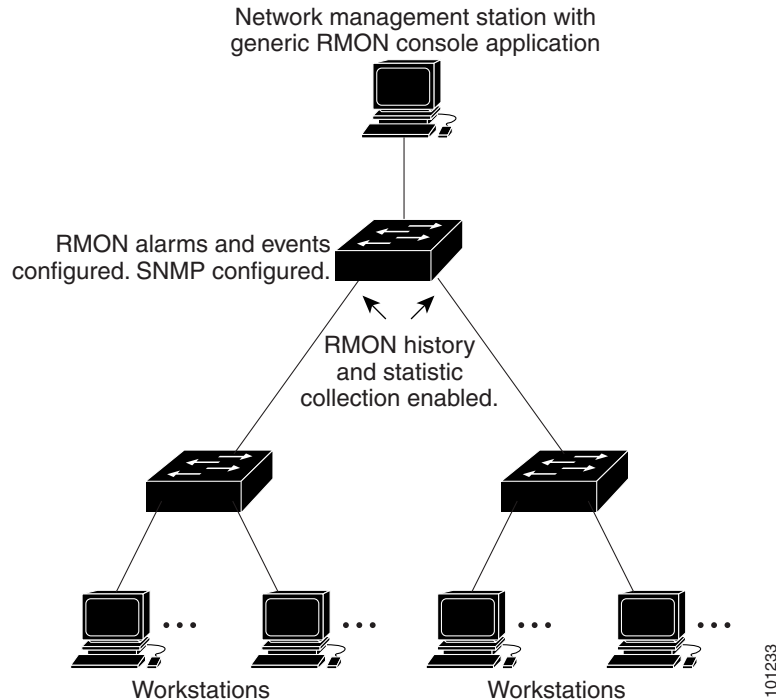 Network management station with
generic RMON console application
RMON alarms and events
configured. SNMP configured.
RMON history
and statistic
collection enabled.
Workstations
Workstations
101233